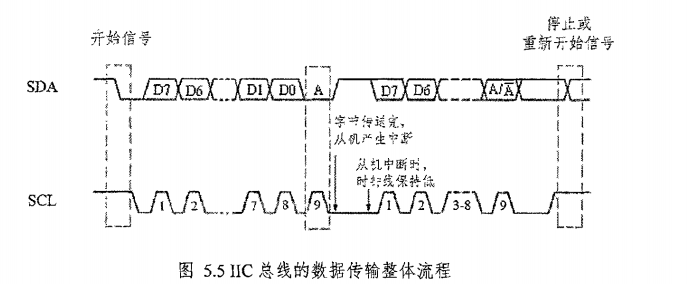 开始信号
停止或
重新开始信号
SDA
D7 D6 D1 D0 A D7 D6 A/A̅
字节传送完,
从机产生中断
从机中断时,
时钟线保持低
SCL
1 2 7 8 9 1 2 3-8 9
图 5.5 IIC 总线的数据传输整体流程